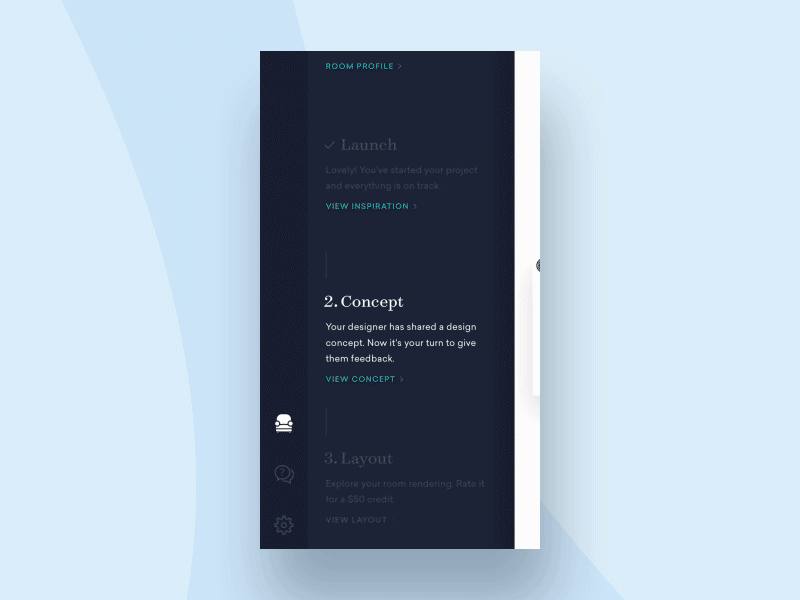 ROOM PROFILE >
Launch
Lovely! You've started your project
and everything is on track
VIEW INSPIRATION >
2. Concept
Your designer has shared a design
concept. Now it's your turn to give
them feedback.
VIEW CONCEPT >
3. Layout
Explore your room rendering. Rate it
for a $50 credit.
VIEW LAYOUT